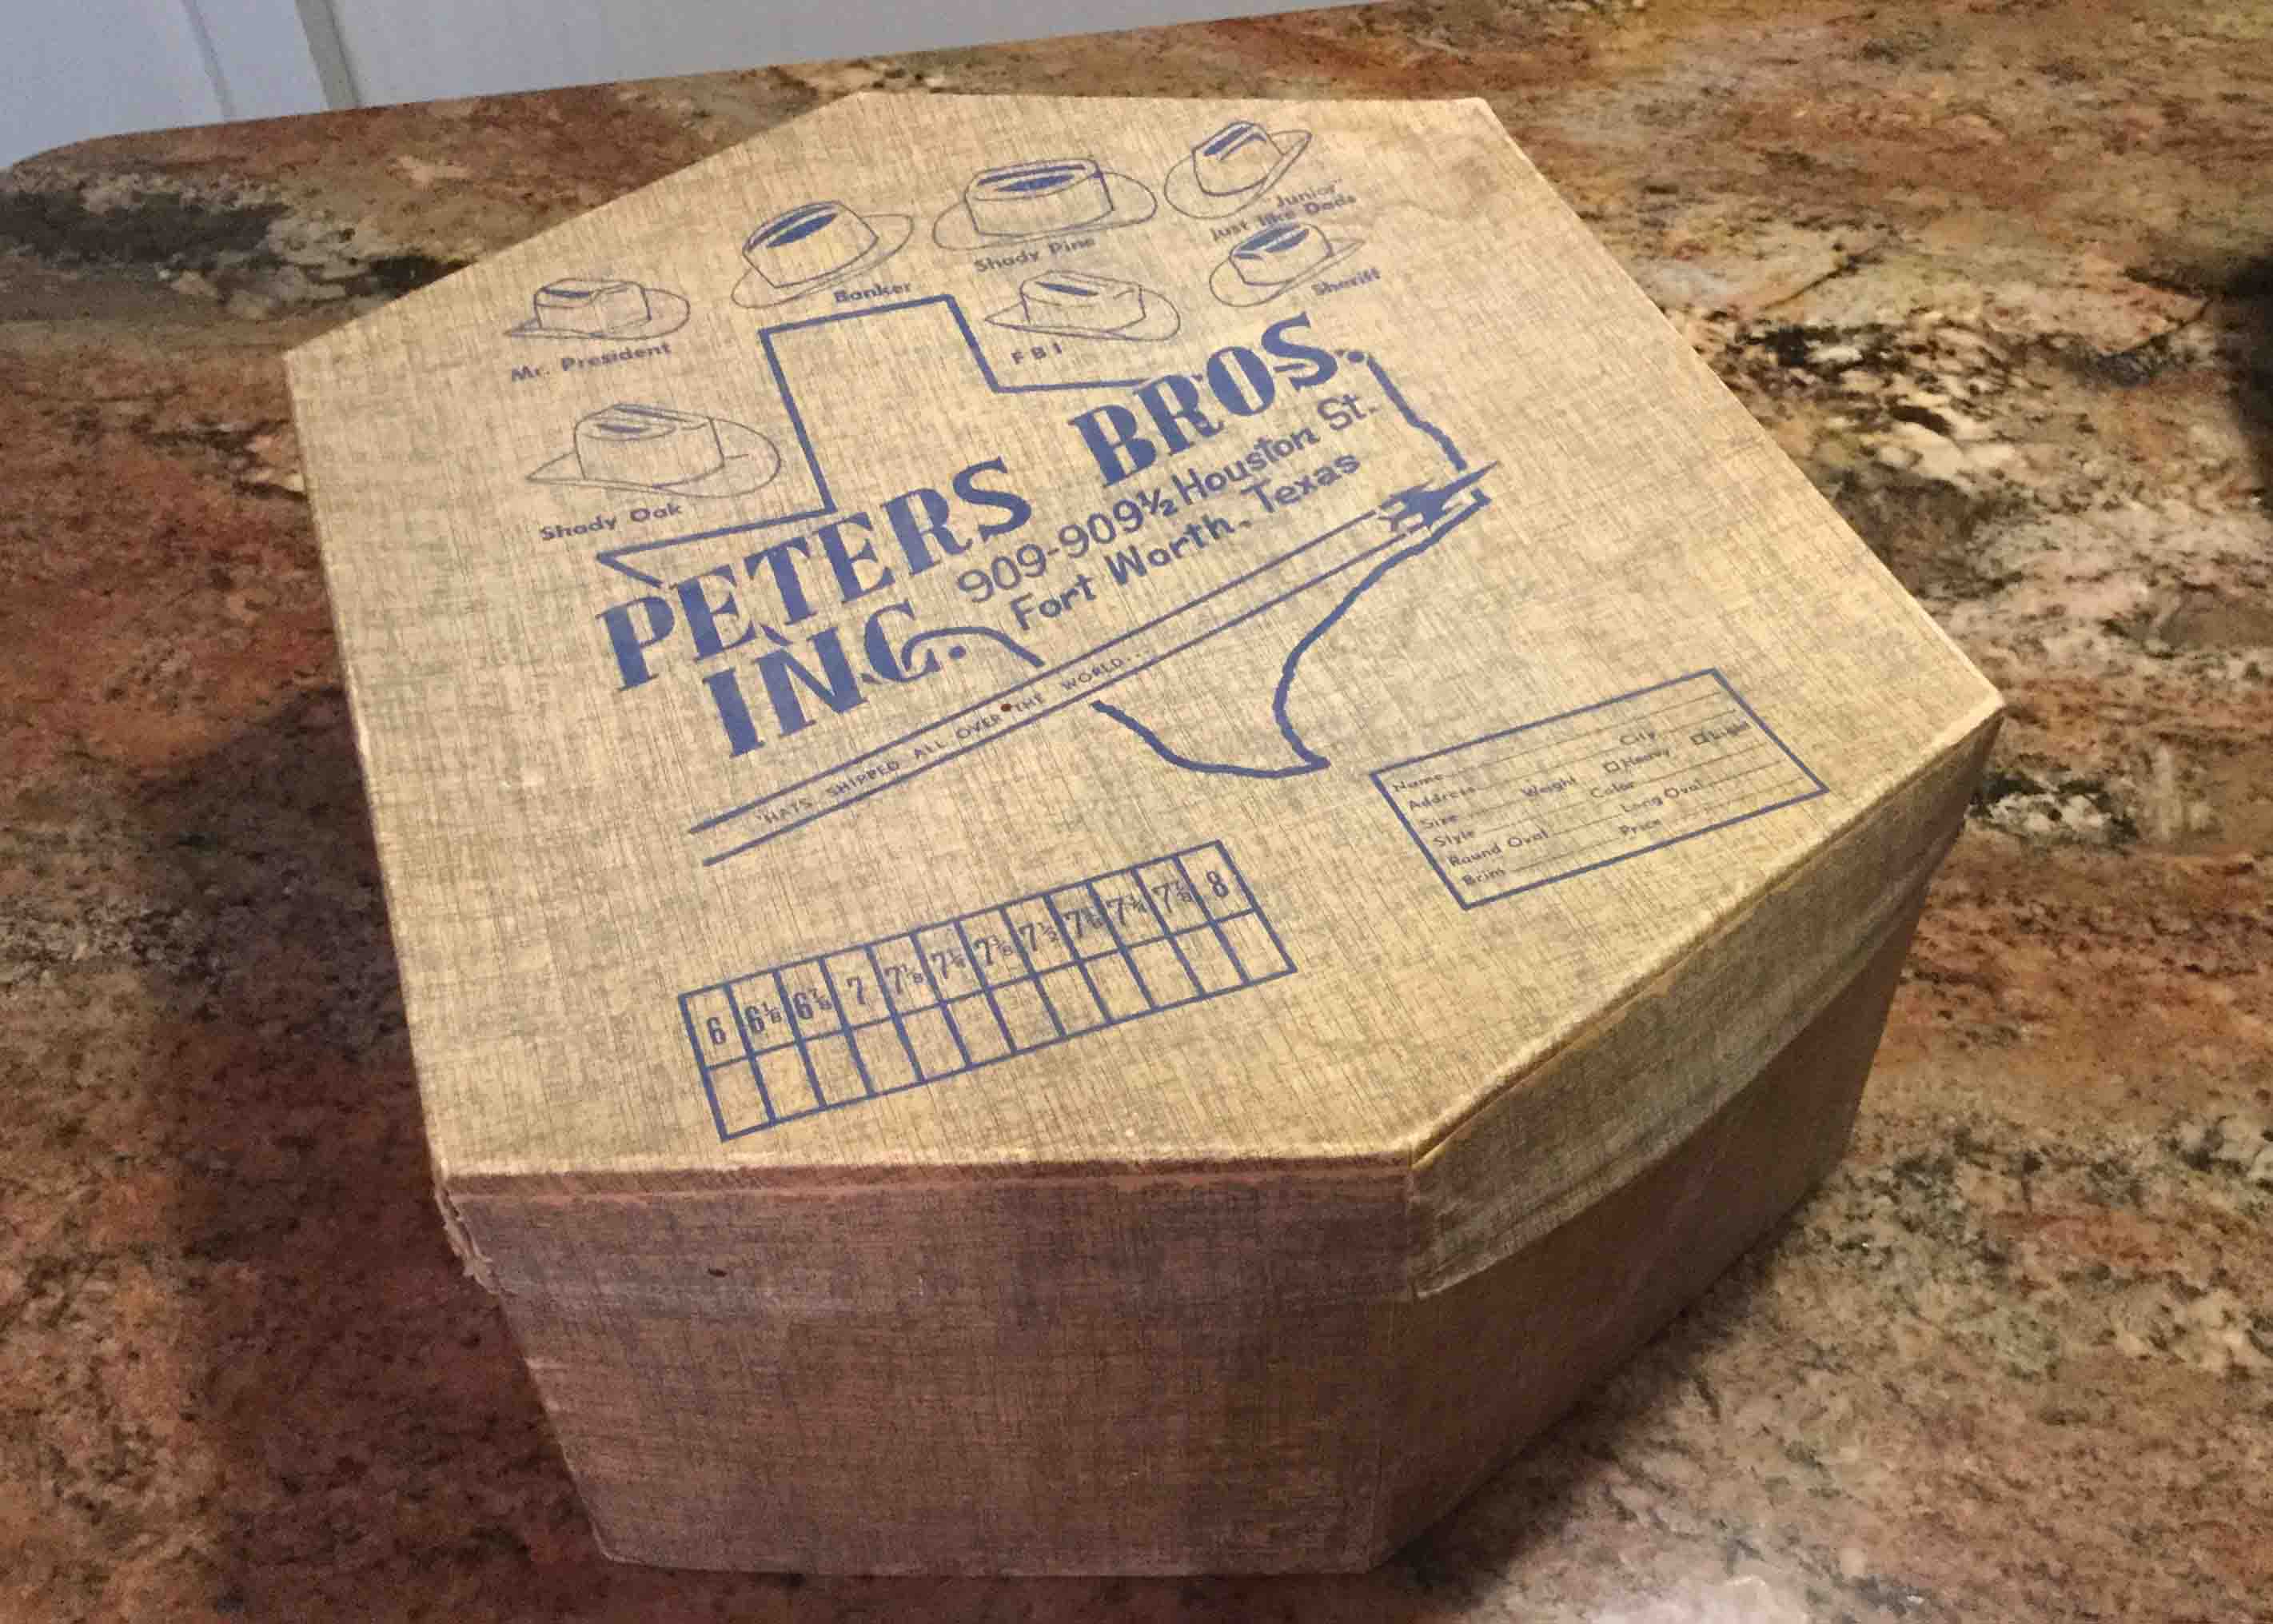 Mr. President
Banker
Shady Pine
Junior"
Just like Dads
Shady Oak
FBI
Sheriff
PETERS BROS.
INC.
909-909½ Houston St.
Fort Worth, Texas
"HATS SHIPPED ALL OVER THE WORLD...
Name
City
Address
Size Weight Heavy Light
Style Color
Round Oval Long Oval
Brim Price
6 6⅛ 6⅞ 7 7⅛ 7¼ 7⅜ 7½ 7⅝ 7¾ 7⅞ 8